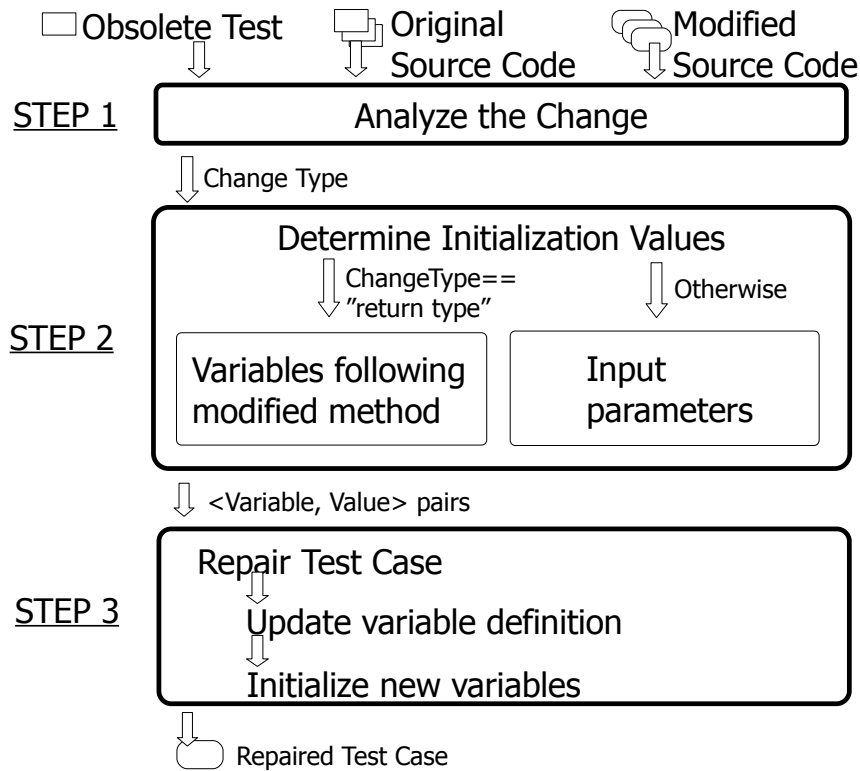 Obsolete Test
Original
Source Code
Modified
Source Code
STEP 1
Analyze the Change
Change Type
STEP 2
Determine Initialization Values
ChangeType==
”return type”
Otherwise
Variables following
modified method
Input
parameters
<Variable, Value> pairs
STEP 3
Repair Test Case
Update variable definition
Initialize new variables
Repaired Test Case